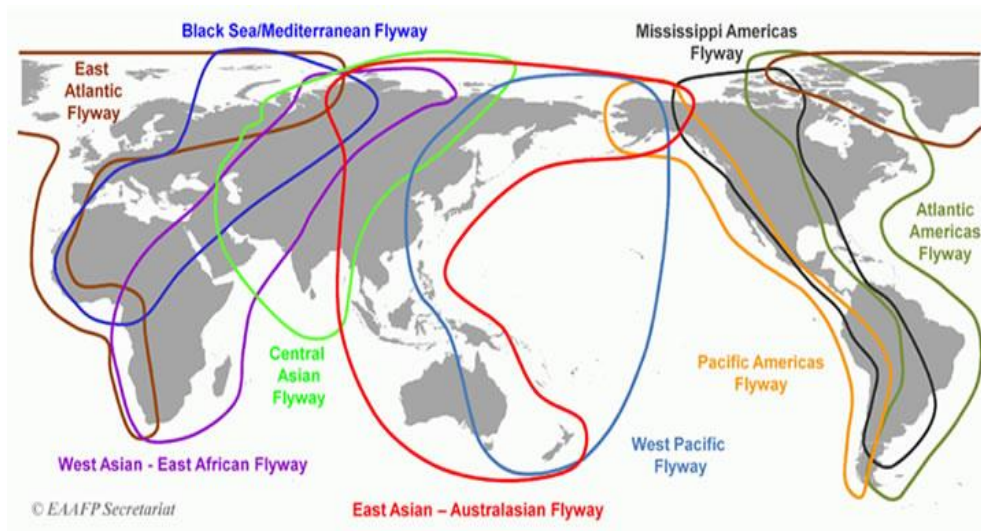 Black Sea/Mediterranean Flyway
Mississippi Americas
Flyway
East
Atlantic
Flyway
Atlantic
Americas
Flyway
Central
Asian
Flyway
Pacific Americas
Flyway
West Pacific
Flyway
West Asian - East African Flyway
East Asian – Australasian Flyway
© EAAFP Secretariat